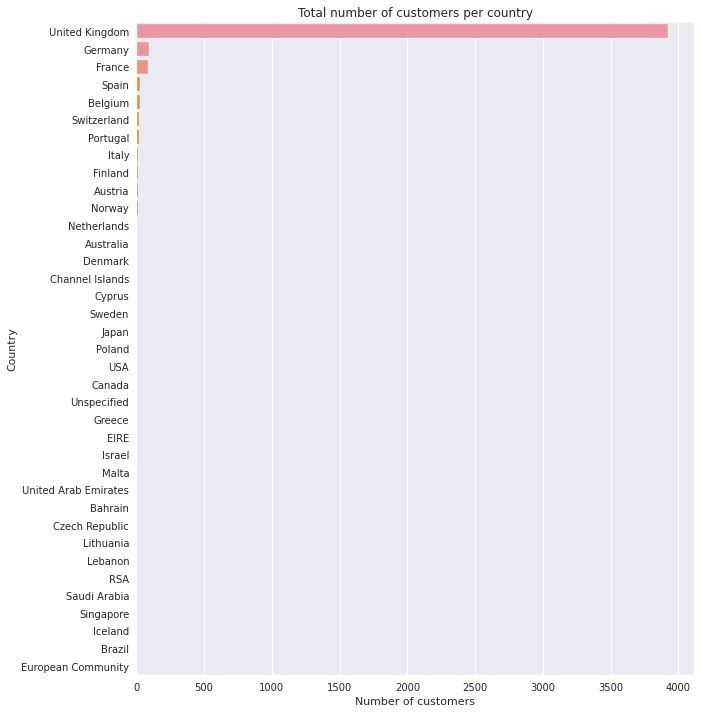 Total number of customers per country
United Kingdom
Germany
France
Spain
Belgium
Switzerland
Portugal
Italy
Finland
Austria
Norway
Netherlands
Australia
Denmark
Channel Islands
Cyprus
Sweden
Japan
Poland
USA
Canada
Unspecified
Greece
EIRE
Israel
Malta
United Arab Emirates
Bahrain
Czech Republic
Lithuania
Lebanon
RSA
Saudi Arabia
Singapore
Iceland
Brazil
European Community
Country
0 500 1000 1500 2000 2500 3000 3500 4000
Number of customers